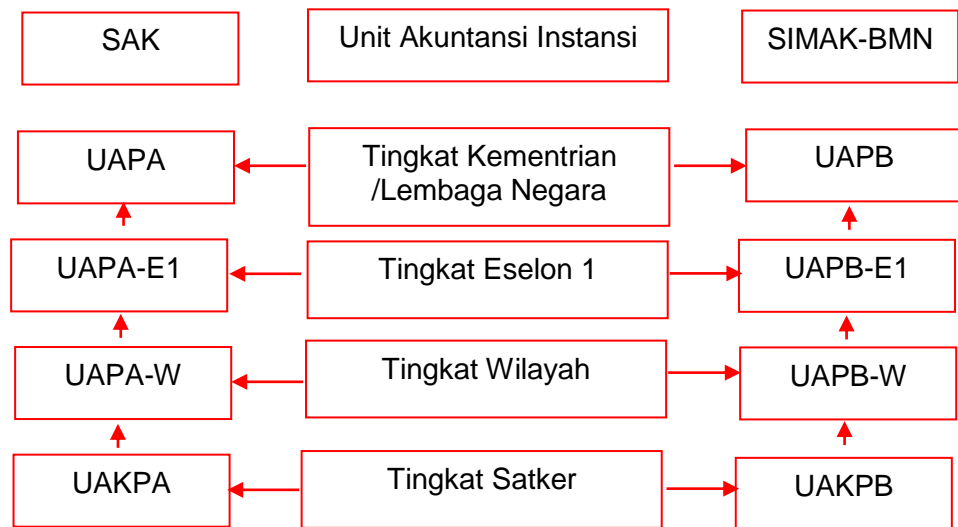 SAK
Unit Akuntansi Instansi
SIMAK-BMN
UAPA
Tingkat Kementrian
/Lembaga Negara
UAPB
UAPA-E1
Tingkat Eselon 1
UAPB-E1
UAPA-W
Tingkat Wilayah
UAPB-W
UAKPA
Tingkat Satker
UAKPB